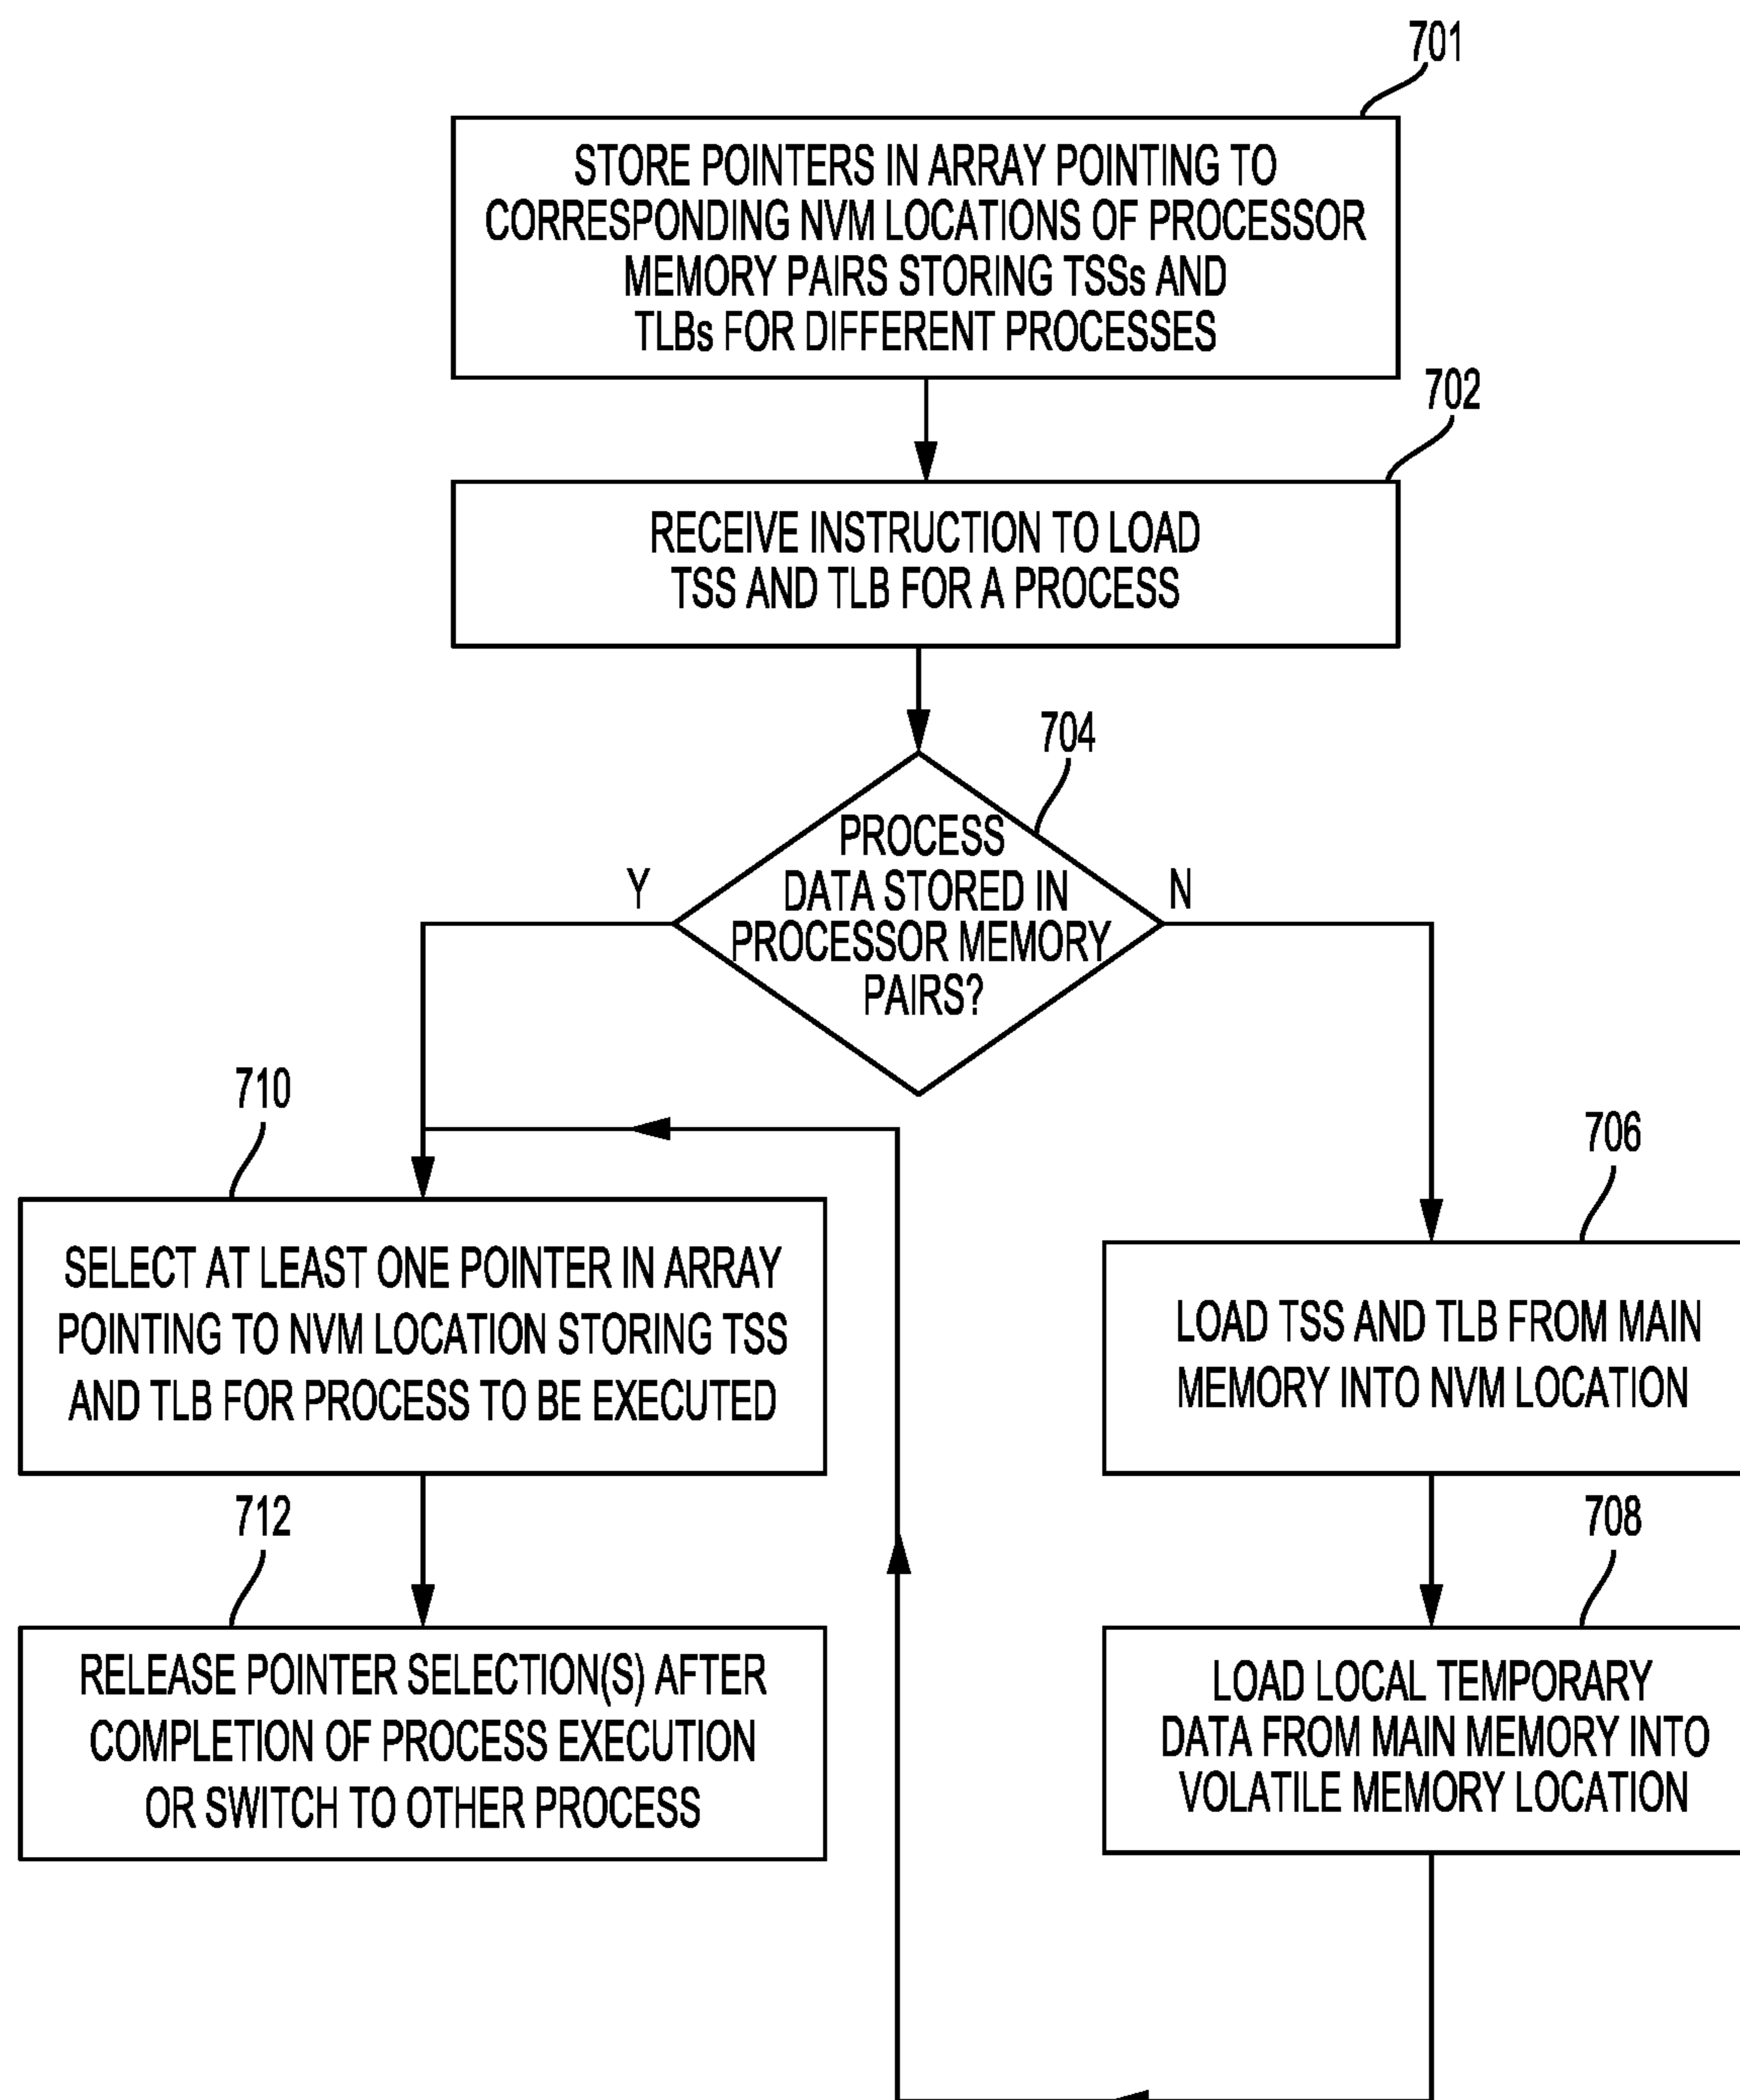 701
STORE POINTERS IN ARRAY POINTING TO
CORRESPONDING NVM LOCATIONS OF PROCESSOR
MEMORY PAIRS STORING TSSs AND
TLBs FOR DIFFERENT PROCESSES
702
RECEIVE INSTRUCTION TO LOAD
TSS AND TLB FOR A PROCESS
704
PROCESS
DATA STORED IN
PROCESSOR MEMORY
PAIRS?
Y
N
710
SELECT AT LEAST ONE POINTER IN ARRAY
POINTING TO NVM LOCATION STORING TSS
AND TLB FOR PROCESS TO BE EXECUTED
706
LOAD TSS AND TLB FROM MAIN
MEMORY INTO NVM LOCATION
712
RELEASE POINTER SELECTION(S) AFTER
COMPLETION OF PROCESS EXECUTION
OR SWITCH TO OTHER PROCESS
708
LOAD LOCAL TEMPORARY
DATA FROM MAIN MEMORY INTO
VOLATILE MEMORY LOCATION